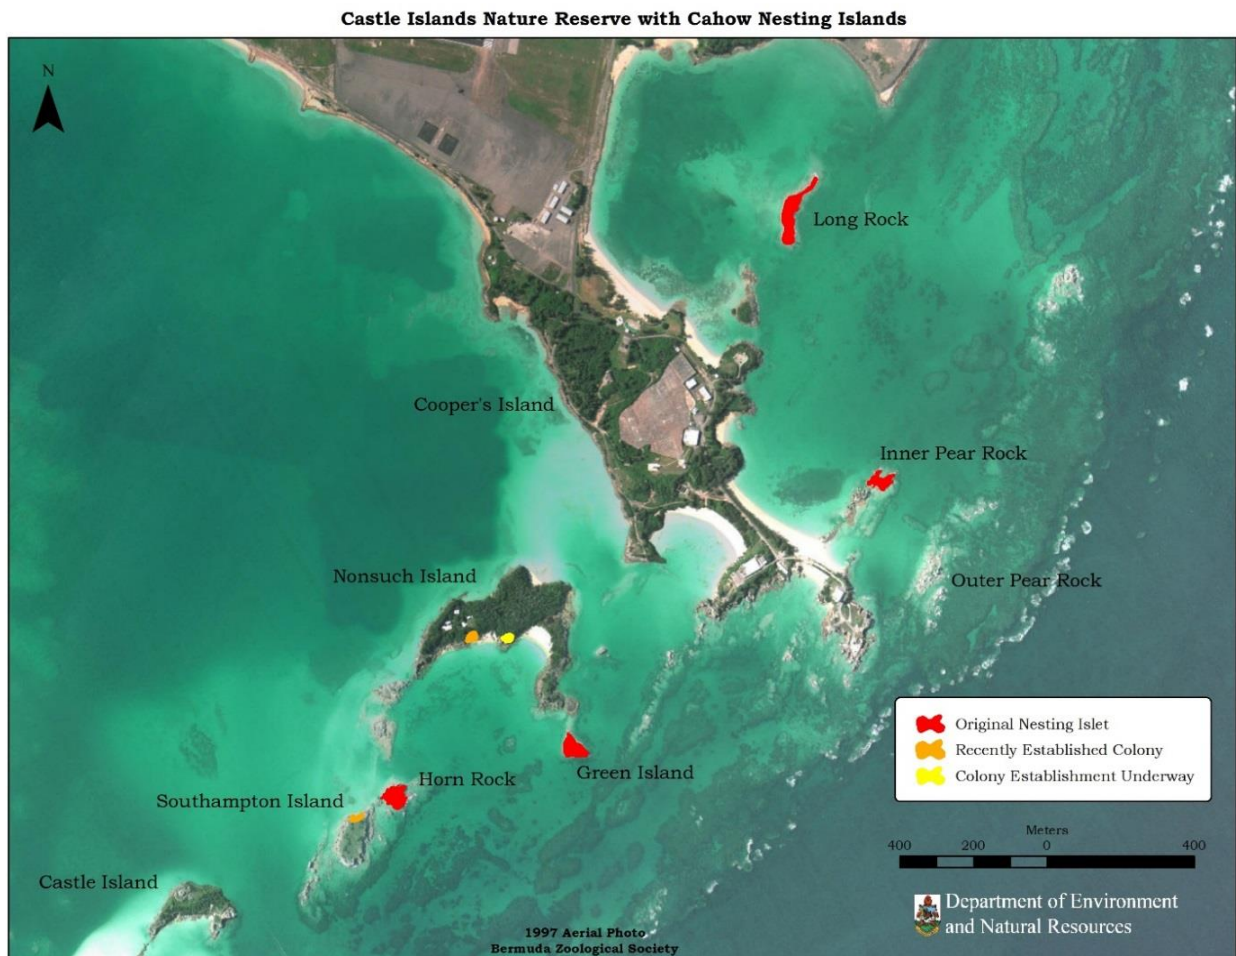 Castle Islands Nature Reserve with Cahow Nesting Islands
N
Long Rock
Cooper's Island
Inner Pear Rock
Nonsuch Island
Outer Pear Rock
Original Nesting Islet
Recently Established Colony
Colony Establishment Underway
Green Island
Horn Rock
Southampton Island
Meters
400 200 0 400
Castle Island
Department of Environment
and Natural Resources
1997 Aerial Photo
Bermuda Zoological Society